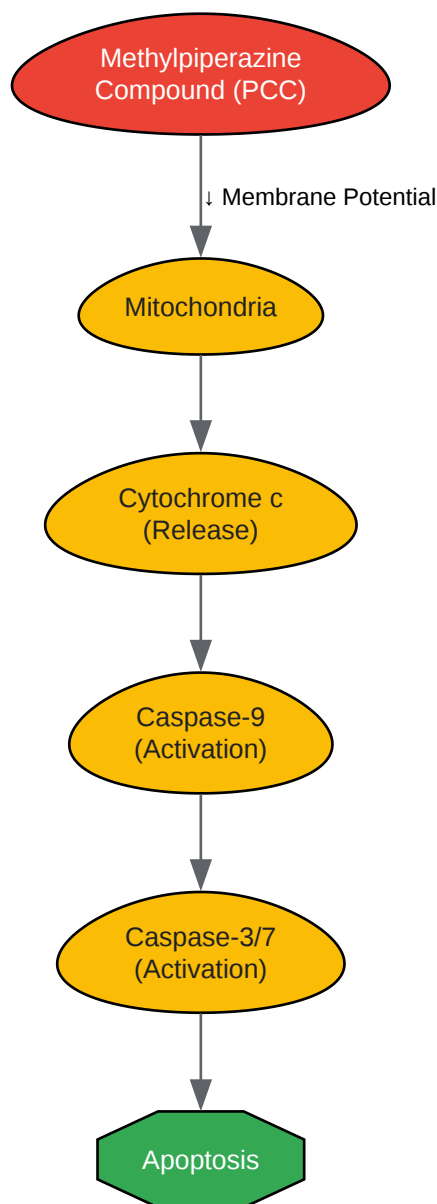 Methylpiperazine
Compound (PCC)
↓ Membrane Potential
Mitochondria
Cytochrome c
(Release)
Caspase-9
(Activation)
Caspase-3/7
(Activation)
Apoptosis